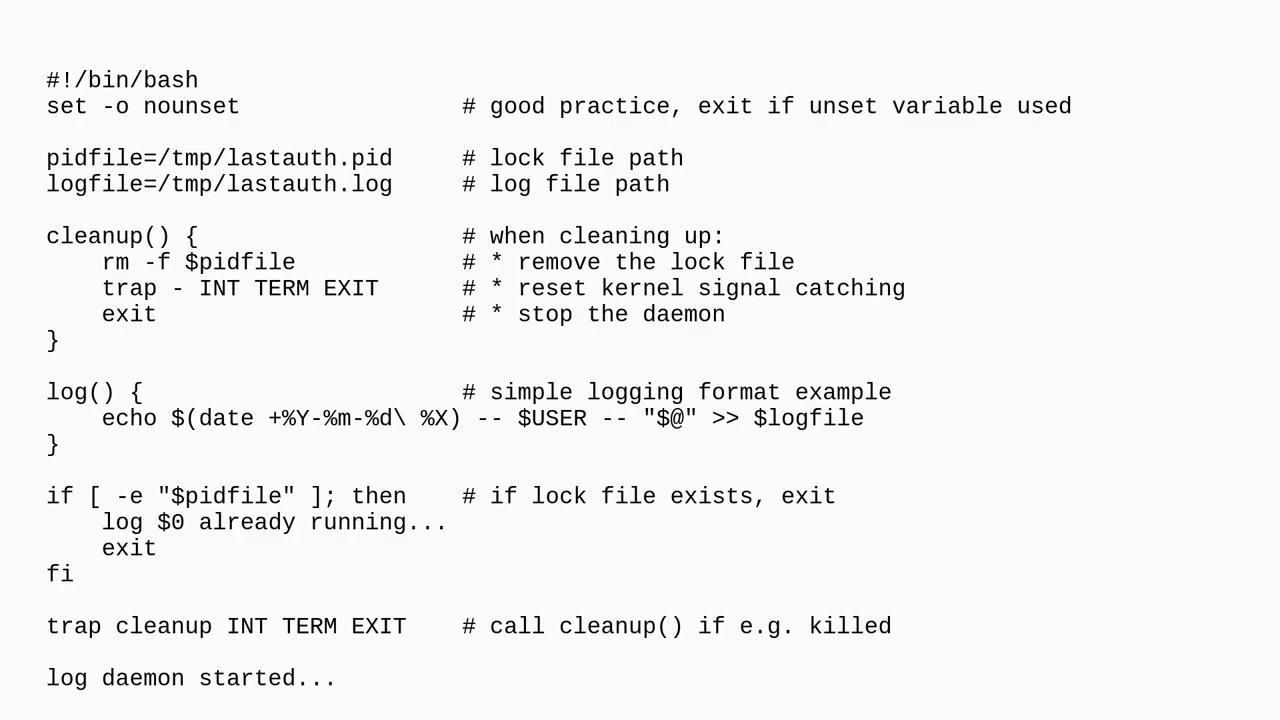 #!/bin/bash
set -o nounset                # good practice, exit if unset variable used
pidfile=/tmp/lastauth.pid     # lock file path
logfile=/tmp/lastauth.log     # log file path
cleanup() {                   # when cleaning up:
    rm -f $pidfile            # * remove the lock file
    trap - INT TERM EXIT      # * reset kernel signal catching
    exit                      # * stop the daemon
}
log() {                       # simple logging format example
    echo $(date +%Y-%m-%d\ %X) -- $USER -- "$@" >> $logfile
}
if [ -e "$pidfile" ]; then    # if lock file exists, exit
    log $0 already running...
    exit
fi
trap cleanup INT TERM EXIT    # call cleanup() if e.g. killed
log daemon started...